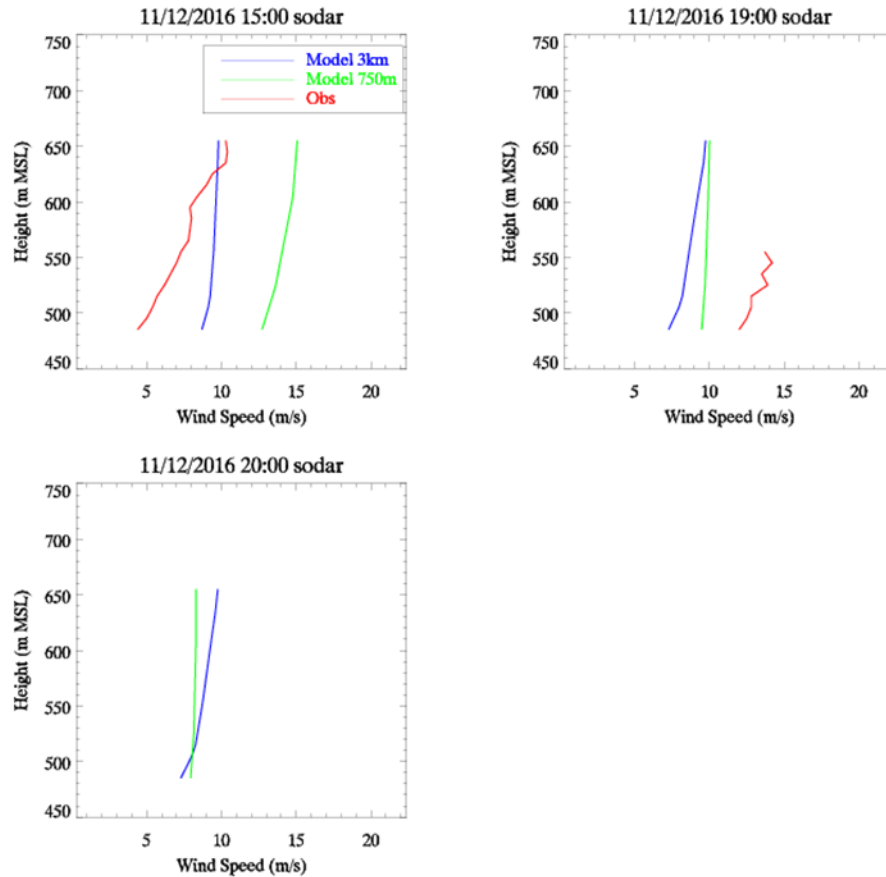 11/12/2016 15:00 sodar
750
700
650
600
550
500
450
Height (m MSL)
Model 3km
Model 750m
Obs
5 10 15 20
Wind Speed (m/s)
11/12/2016 19:00 sodar
750
700
650
600
550
500
450
Height (m MSL)
5 10 15 20
Wind Speed (m/s)
11/12/2016 20:00 sodar
750
700
650
600
550
500
450
Height (m MSL)
5 10 15 20
Wind Speed (m/s)